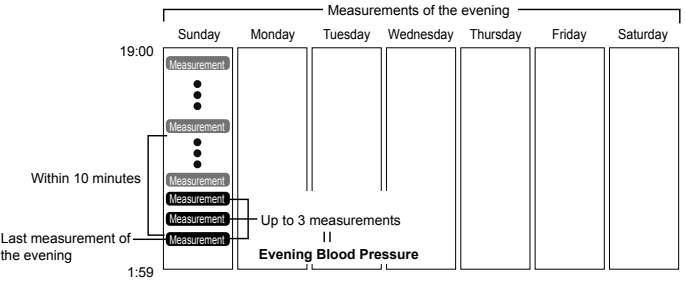 Measurements of the evening
Sunday Monday Tuesday Wednesday Thursday Friday Saturday
19:00
Measurement
Measurement
Within 10 minutes
Measurement
Measurement
Measurement
Up to 3 measurements
Last measurement of
the evening
Measurement
=
Evening Blood Pressure
1:59